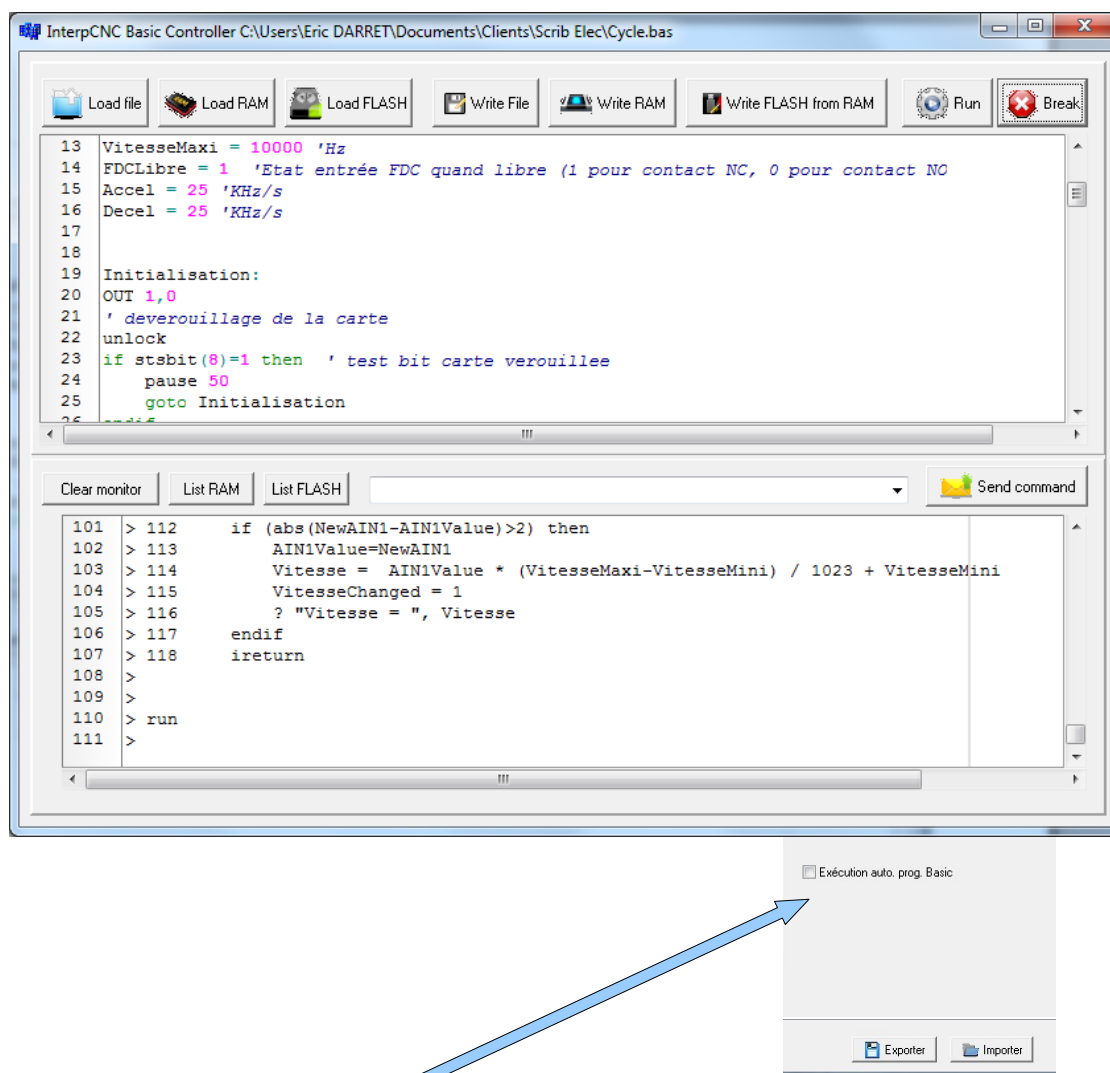 InterpCNC Basic Controller C:\Users\Eric DARRET\Documents\Clients\Scrib Elec\Cycle.bas
Load file Load RAM Load FLASH Write File Write RAM Write FLASH from RAM Run Break
13 VitesseMaxi = 10000 'Hz
14 FDCLibre = 1 'Etat entrée FDC quand libre (1 pour contact NC, 0 pour contact NO
15 Accel = 25 'KHz/s
16 Decel = 25 'KHz/s
17
18
19 Initialisation:
20 OUT 1,0
21 ' deverouillage de la carte
22 unlock
23 if stsbit(8)=1 then ' test bit carte verouillee
24 pause 50
25 goto Initialisation
26 endif
Clear monitor List RAM List FLASH Send command
101 > 112 if (abs(NewAIN1-AIN1Value)>2) then
102 > 113 AIN1Value=NewAIN1
103 > 114 Vitesse = AIN1Value * (VitesseMaxi-VitesseMini) / 1023 + VitesseMini
104 > 115 VitesseChanged = 1
105 > 116 ? "Vitesse = ", Vitesse
106 > 117 endif
107 > 118 ireturn
108 >
109 >
110 > run
111 >
Exécution auto. prog. Basic
Exporter Importer